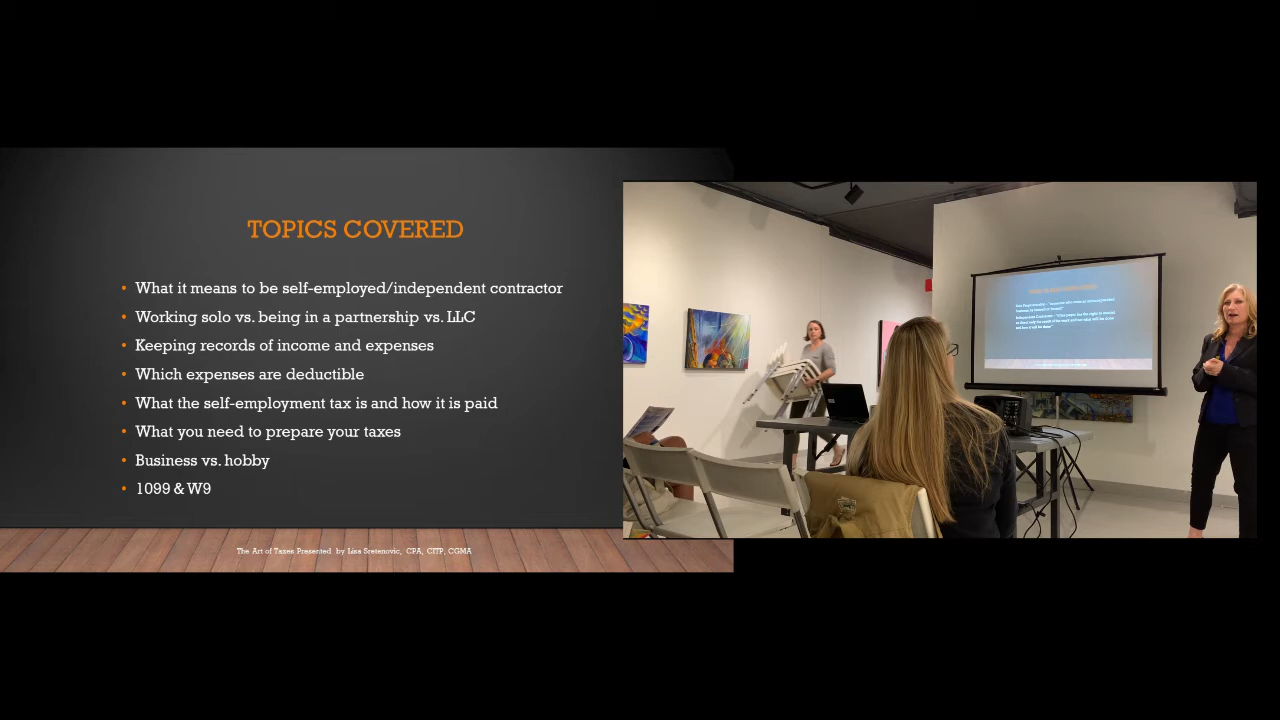 TOPICS COVERED
• What it means to be self-employed/independent contractor
• Working solo vs. being in a partnership vs. LLC
• Keeping records of income and expenses
• Which expenses are deductible
• What the self-employment tax is and how it is paid
• What you need to prepare your taxes
• Business vs. hobby
• 1099 & W9
The Art of Taxes Presented by Lisa Sretenovic, CPA, CITP, CGMA